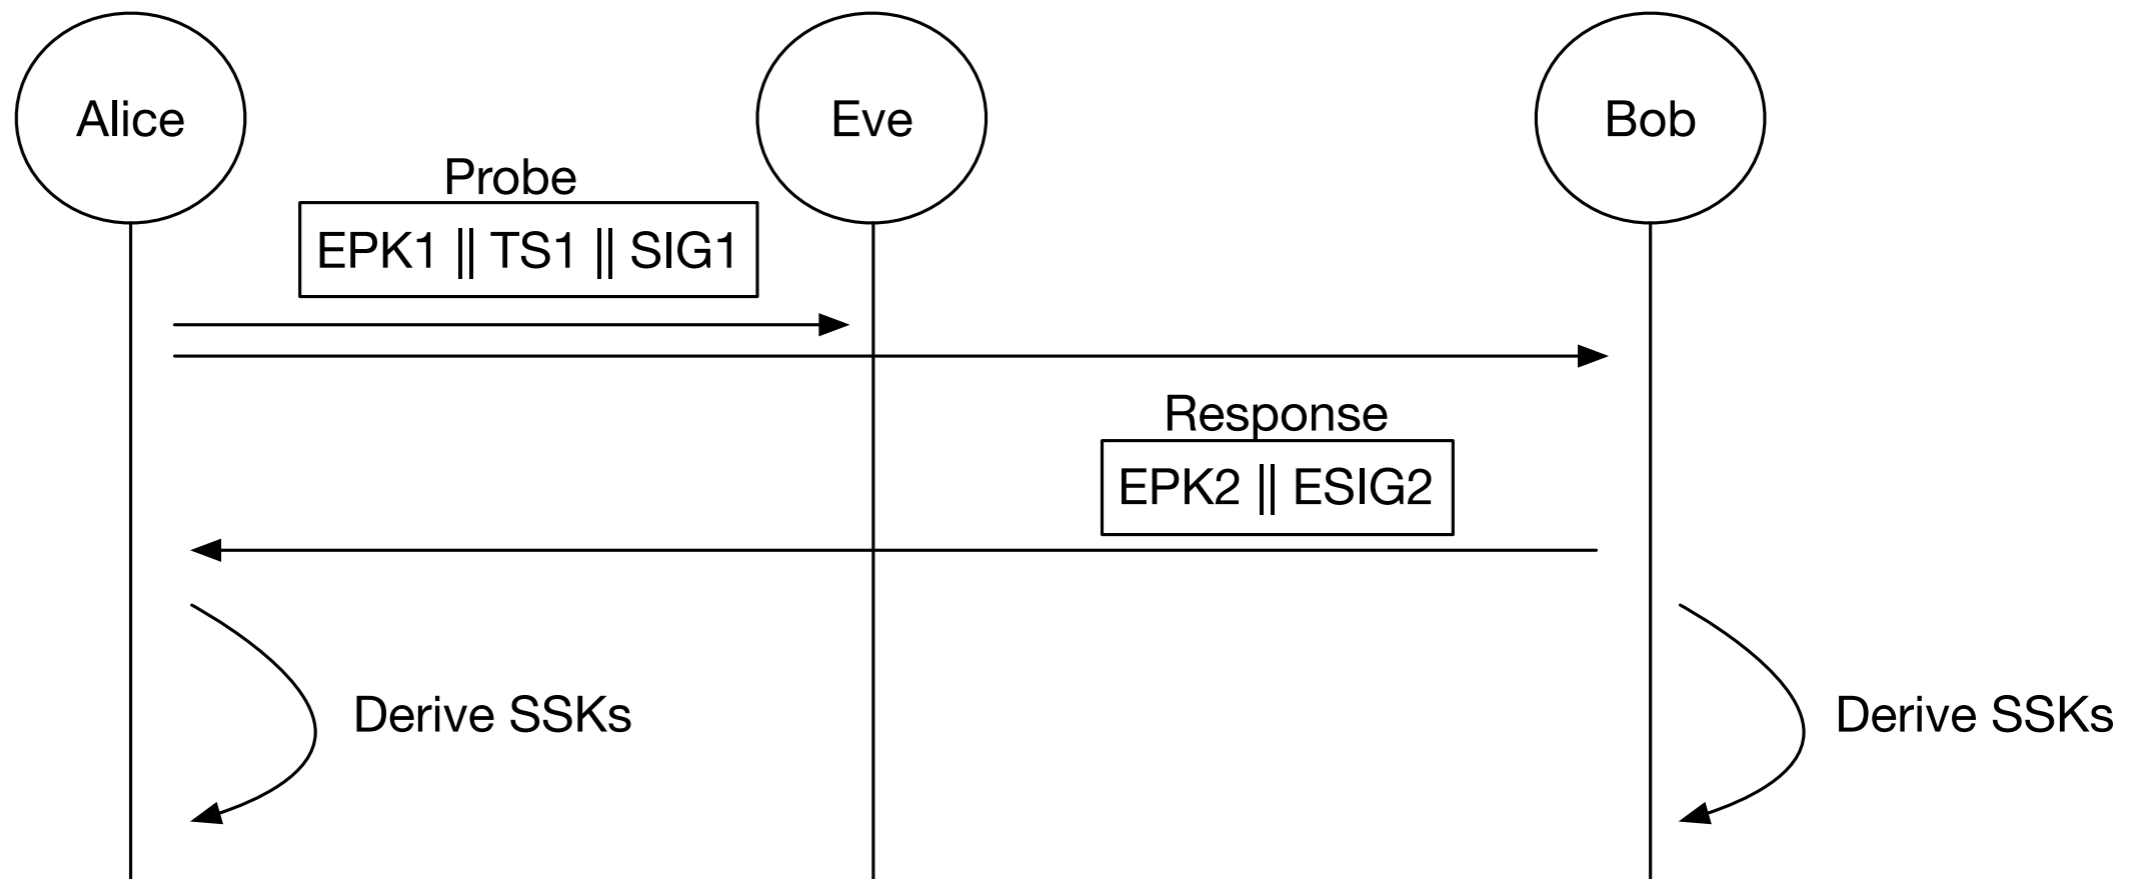 Alice
Eve
Bob
Probe
EPK1 || TS1 || SIG1
Response
EPK2 || ESIG2
Derive SSKs
Derive SSKs